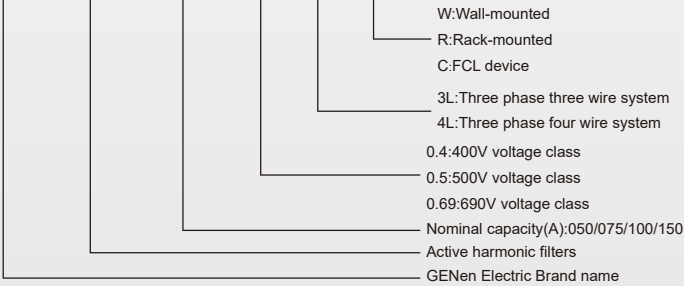 W:Wall-mounted
R:Rack-mounted
C:FCL device
3L:Three phase three wire system
4L:Three phase four wire system
0.4:400V voltage class
0.5:500V voltage class
0.69:690V voltage class
Nominal capacity(A):050/075/100/150
Active harmonic filters
GENen Electric Brand name